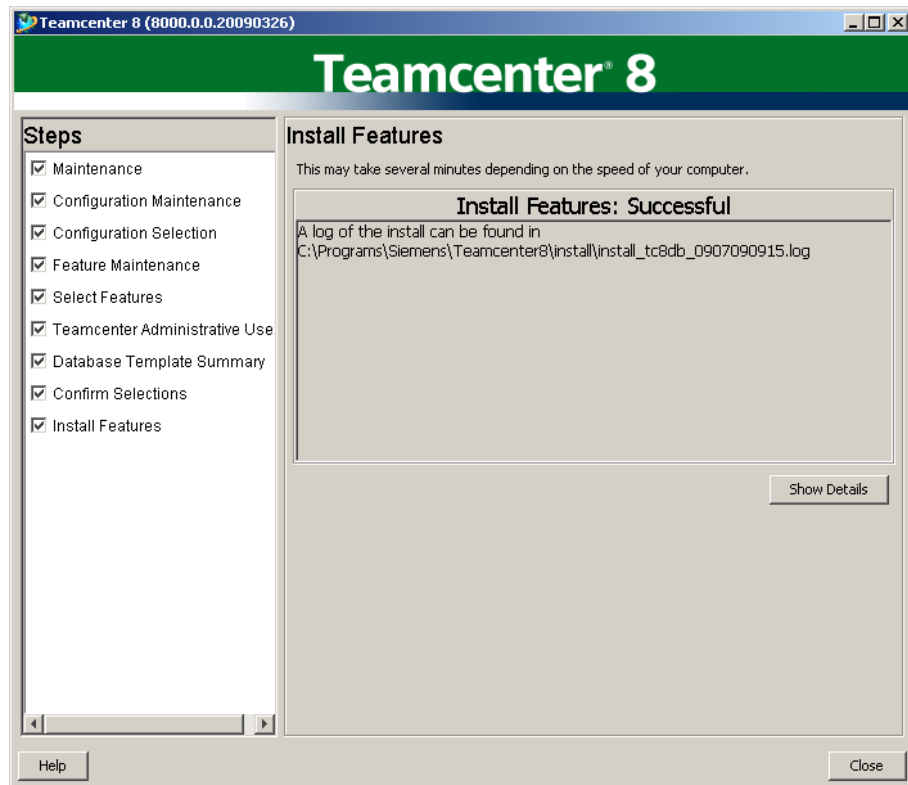 Teamcenter 8 (8000.0.0.20090326)
Teamcenter® 8
Steps
Maintenance
Configuration Maintenance
Configuration Selection
Feature Maintenance
Select Features
Teamcenter Administrative Use
Database Template Summary
Confirm Selections
Install Features
Install Features
This may take several minutes depending on the speed of your computer.
Install Features: Successful
A log of the install can be found in
C:\Programs\Siemens\Teamcenter8\install\install_tc8db_0907090915.log
Show Details
Help
Close